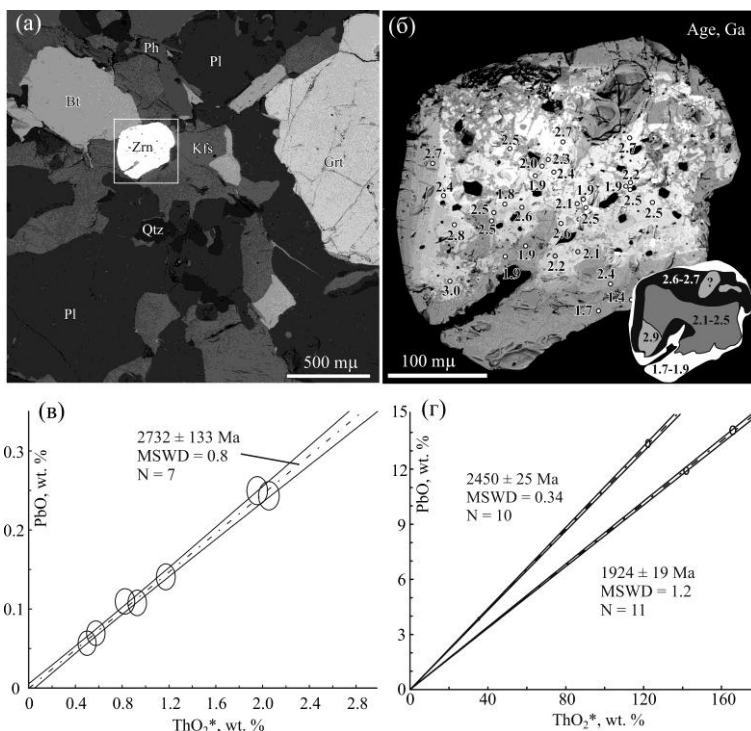 (а)
Ph
Pl
Bt
Zrn
Kfs
Grt
Qtz
Pl
500 mμ
(б)
Age, Ga
2.7
2.5
2.7
2.7
2.3
2.0
2.4
2.2
1.9
1.9
2.4
1.8
1.9
2.1
2.5
2.5
2.6
2.5
2.5
2.5
2.8
2.6
1.9
2.1
1.9
2.2
3.0
2.4
1.4
1.7
2.6-2.7
?
2.1-2.5
2.9
1.7-1.9
100 mμ
(в)
2732 ± 133 Ma
MSWD = 0.8
N = 7
PbO, wt. %
0.3
0.2
0.1
0
0 0.4 0.8 1.2 1.6 2.0 2.4 2.8
ThO₂*, wt. %
(г)
15
12
9
6
3
0
PbO, wt. %
2450 ± 25 Ma
MSWD = 0.34
N = 10
1924 ± 19 Ma
MSWD = 1.2
N = 11
40 80 120 160
ThO₂*, wt. %